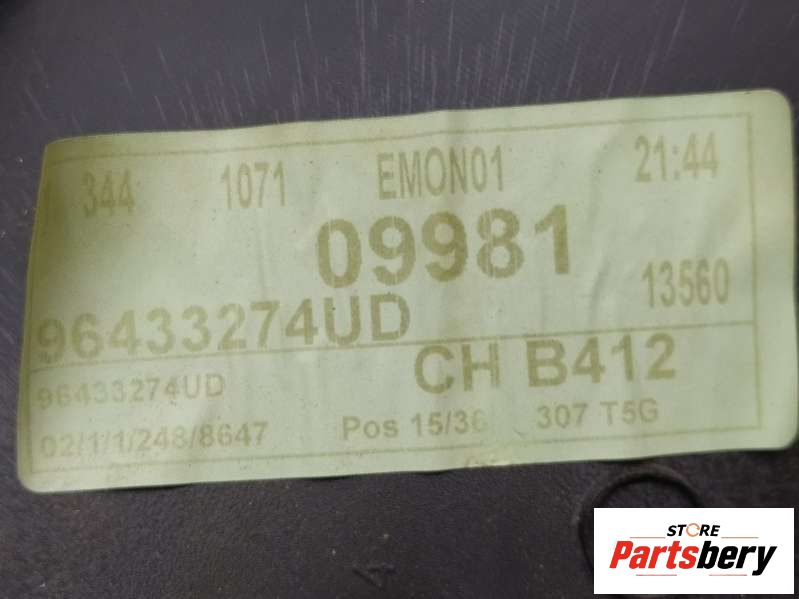 1 344 1071 EMON01 21:44
09981
13560
96433274UD
CH B412
96433274UD
02/1/1/248/8647 Pos 15/36 307 T5G
STORE
Partsbery